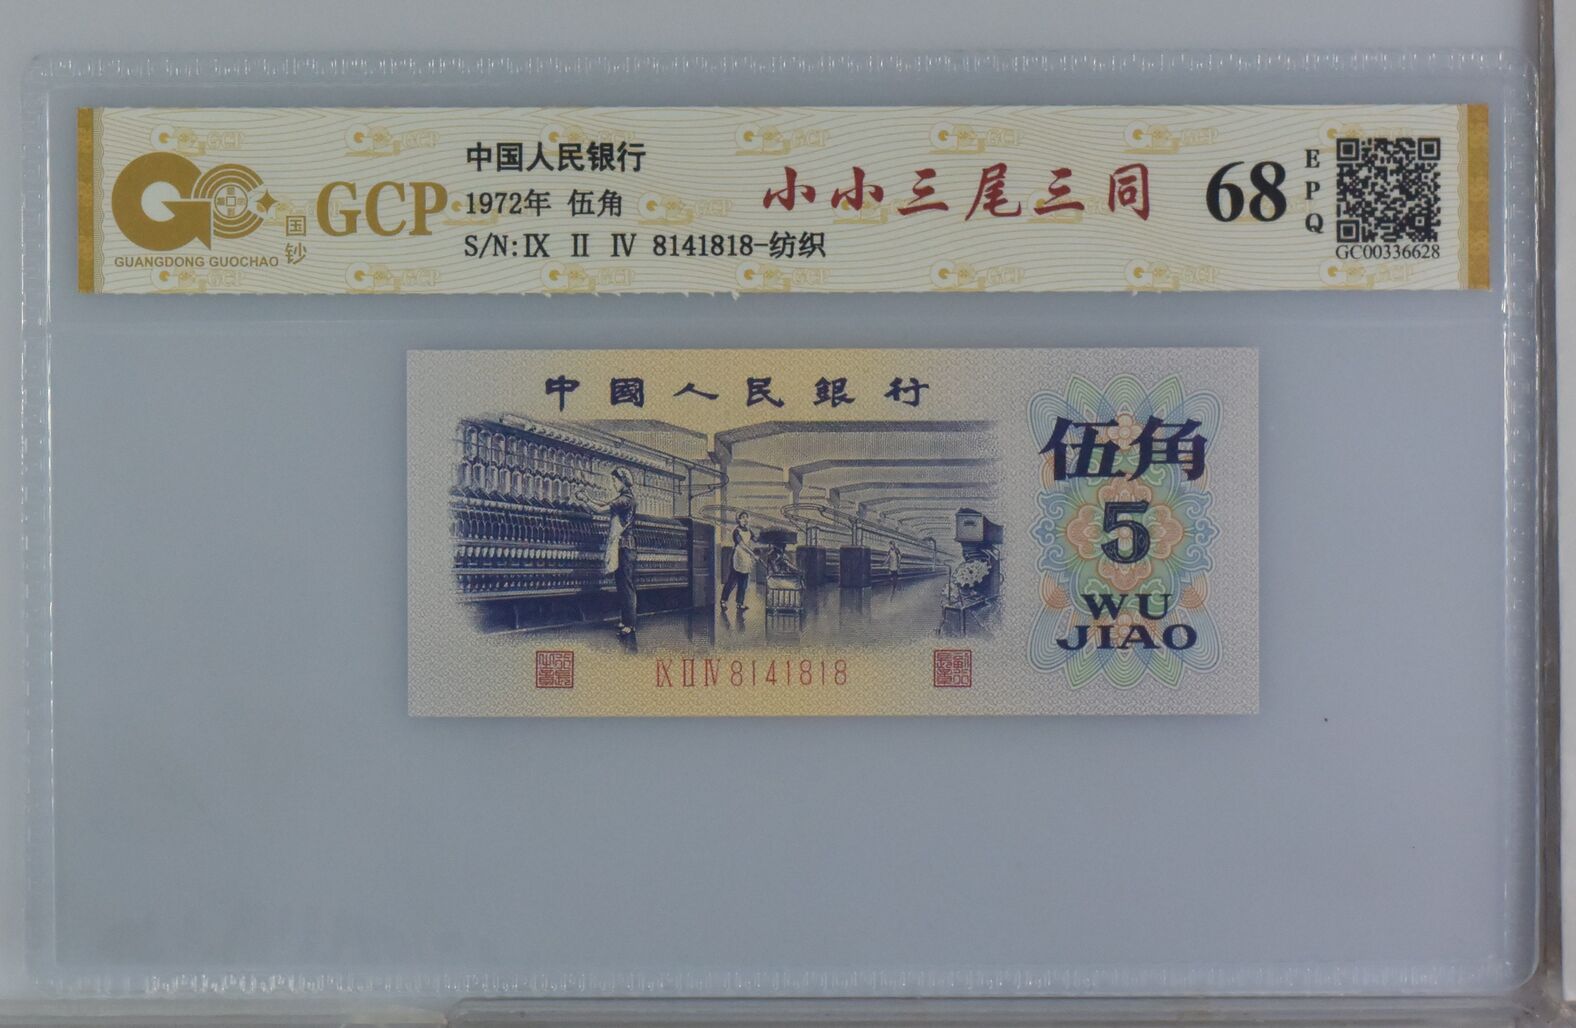 GUANGDONG GUOCHAO
国钞
GCP
中国人民银行
1972年 伍角
S/N:Ⅸ Ⅱ Ⅳ 8141818-纺织
小小三尾三同
68
EPQ
GC00336628
中國人民銀行
伍角
5
WU
JIAO
ⅨⅡⅣ8141818